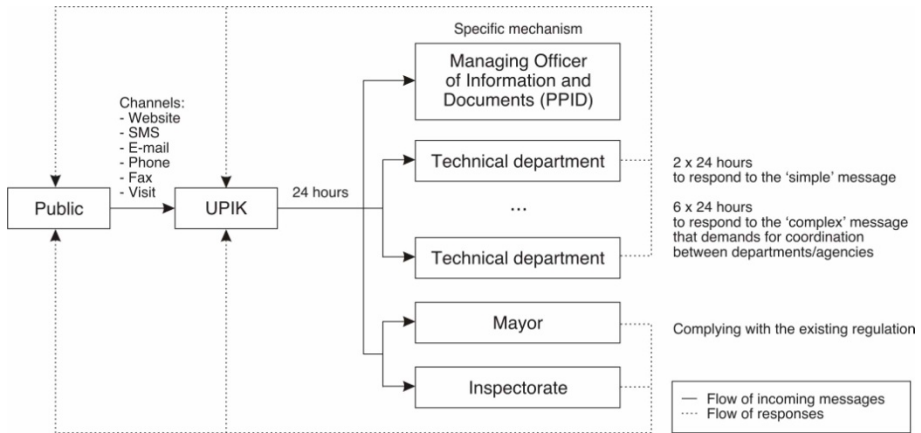 Specific mechanism
Managing Officer
of Information and
Documents (PPID)
Channels:
- Website
- SMS
- E-mail
- Phone
- Fax
- Visit
Public
UPIK
24 hours
Technical department
...
Technical department
2 x 24 hours
to respond to the ‘simple’ message
6 x 24 hours
to respond to the ‘complex’ message
that demands for coordination
between departments/agencies
Mayor
Complying with the existing regulation
Inspectorate
Flow of incoming messages
Flow of responses